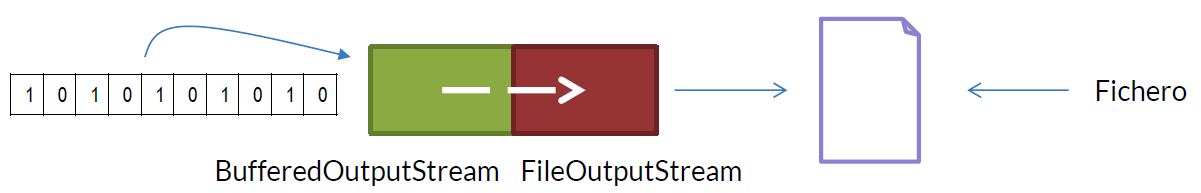 1 0 1 0 1 0 1 0 1 0
Fichero
BufferedOutputStream FileOutputStream